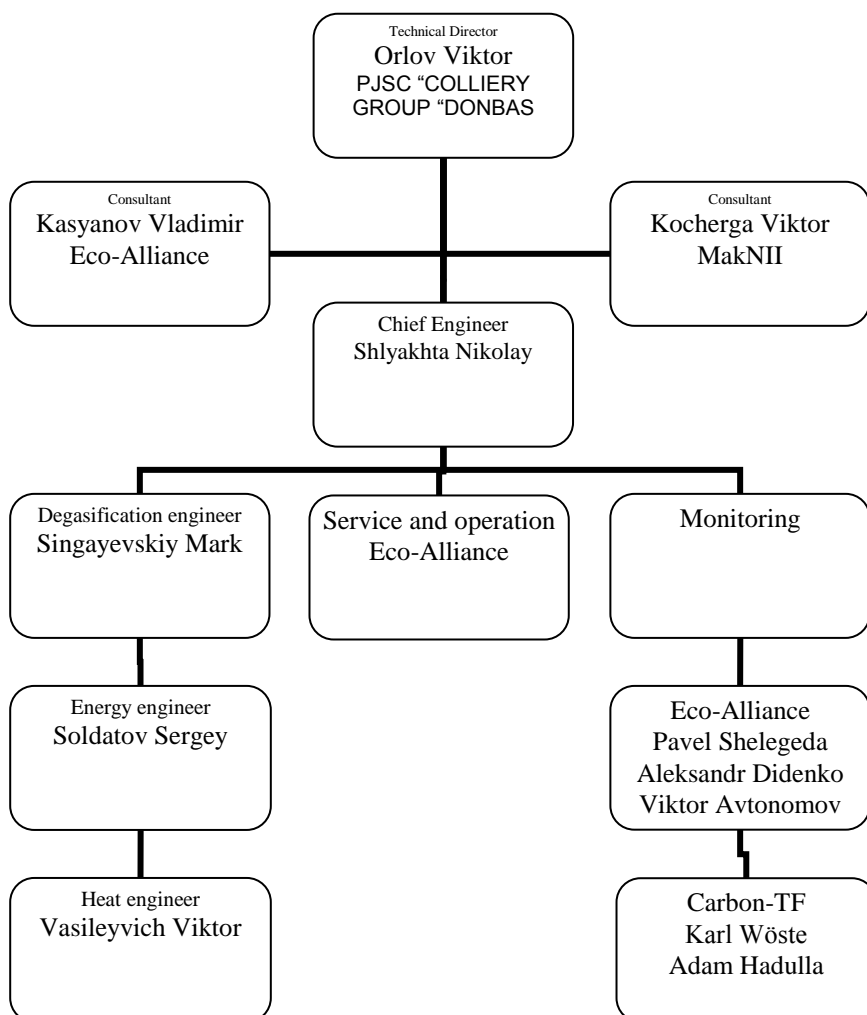 Technical Director
Orlov Viktor
PJSC “COLLIERY
GROUP “DONBAS
Consultant
Kasyanov Vladimir
Eco-Alliance
Consultant
Kocherga Viktor
MakNII
Chief Engineer
Shlyakhta Nikolay
Degasification engineer
Singayevskiy Mark
Service and operation
Eco-Alliance
Monitoring
Energy engineer
Soldatov Sergey
Eco-Alliance
Pavel Shelegeda
Aleksandr Didenko
Viktor Avtonomov
Heat engineer
Vasileyvich Viktor
Carbon-TF
Karl Wöste
Adam Hadulla